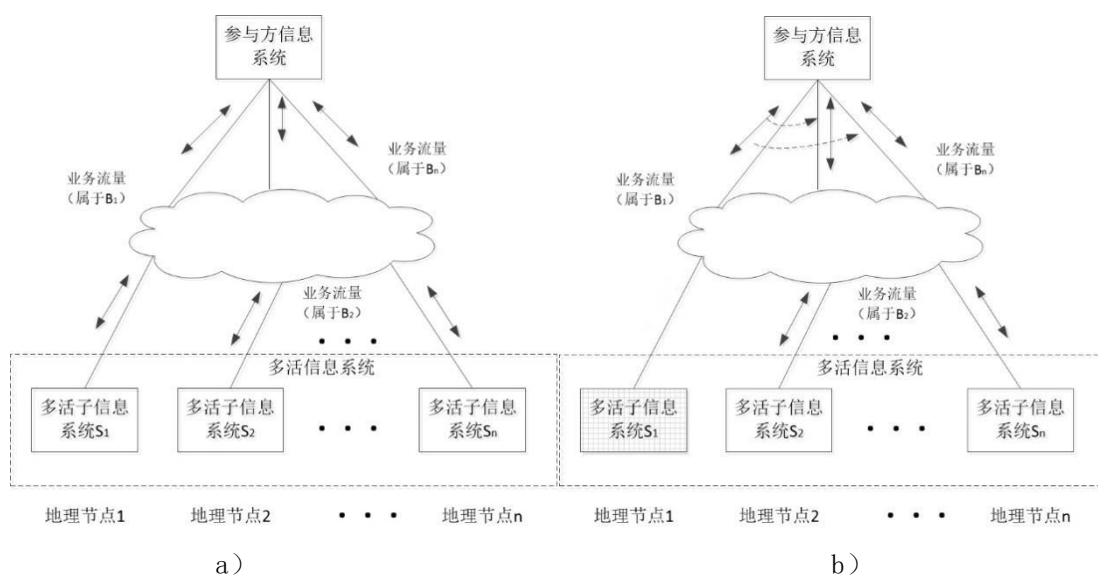 参与方信息
系统
业务流量
（属于B₁）
业务流量
（属于Bₙ）
业务流量
（属于B₂）
多活信息系统
多活子信息
系统S₁
多活子信息
系统S₂
多活子信息
系统Sₙ
地理节点1
地理节点2
地理节点n
a）
参与方信息
系统
业务流量
（属于B₁）
业务流量
（属于Bₙ）
业务流量
（属于B₂）
多活信息系统
多活子信息
系统S₁
多活子信息
系统S₂
多活子信息
系统Sₙ
地理节点1
地理节点2
地理节点n
b）